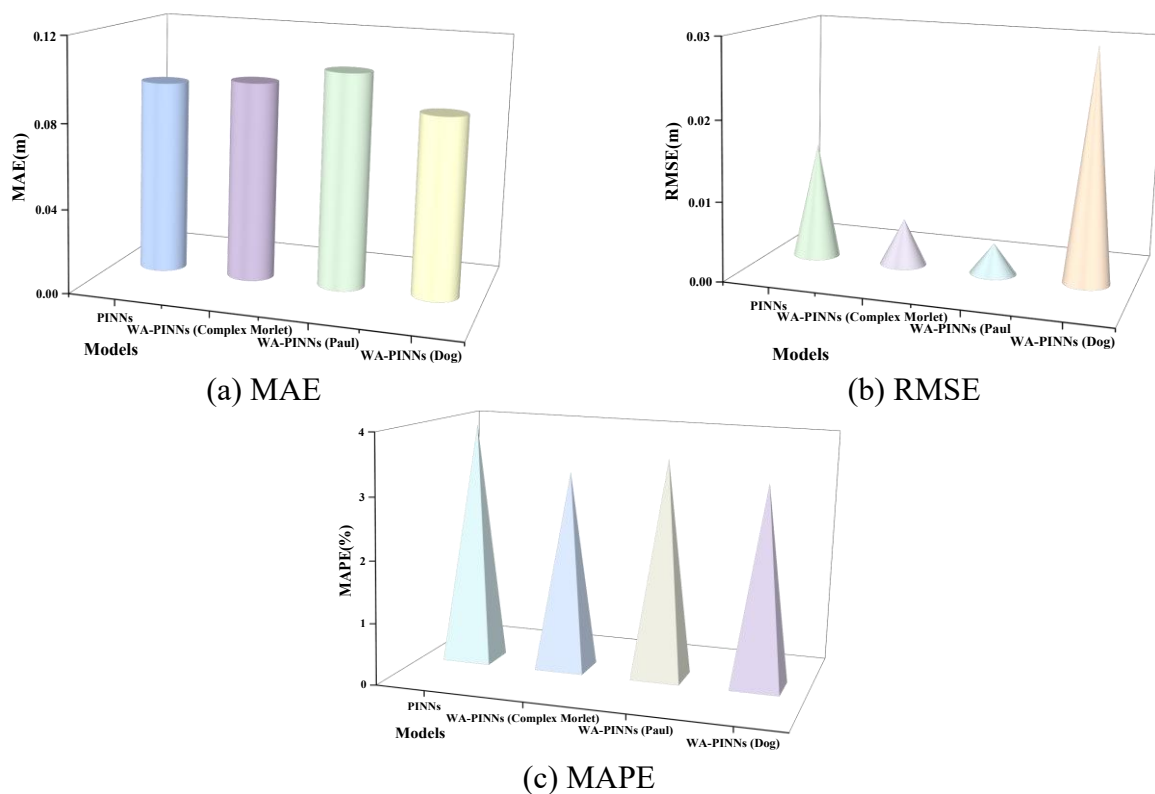 0.12
0.08
0.04
0.00
MAE(m)
PINNs
WA-PINNs (Complex Morlet)
WA-PINNs (Paul)
WA-PINNs (Dog)
Models
(a) MAE
0.03
0.02
0.01
0.00
RMSE(m)
PINNs
WA-PINNs (Complex Morlet)
WA-PINNs (Paul
WA-PINNs (Dog)
Models
(b) RMSE
4
3
2
1
0
MAPE(%)
PINNs
WA-PINNs (Complex Morlet)
WA-PINNs (Paul)
WA-PINNs (Dog)
Models
(c) MAPE